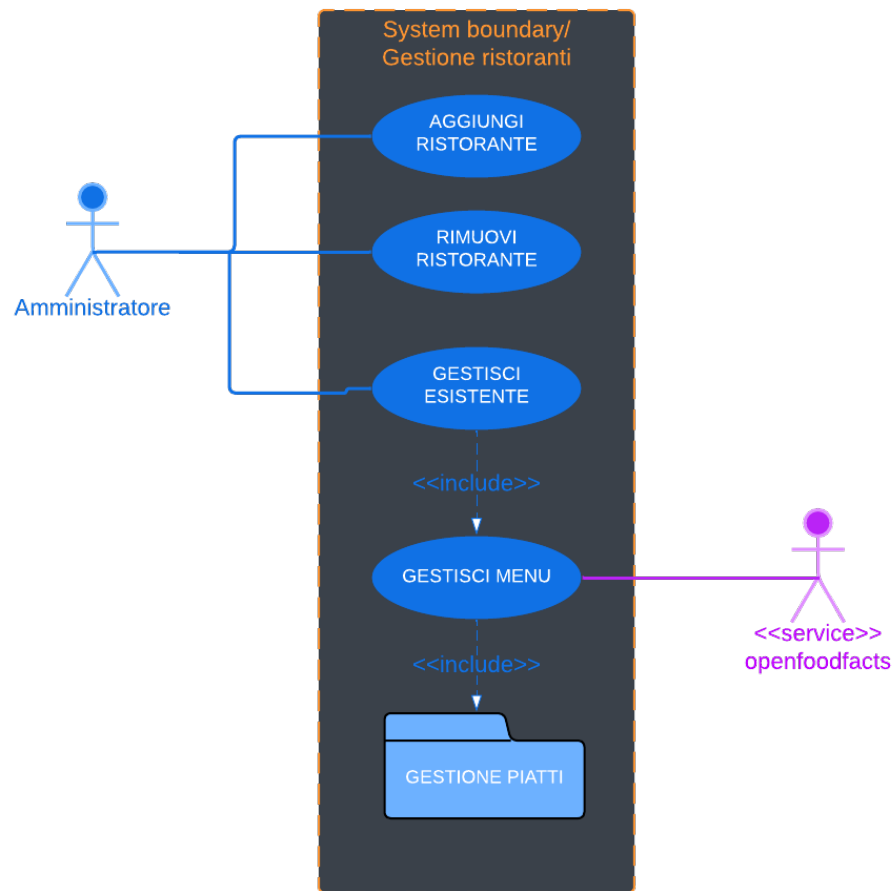 System boundary/
Gestione ristoranti
AGGIUNGI
RISTORANTE
RIMUOVI
RISTORANTE
Amministratore
GESTISCI
ESISTENTE
<<include>>
GESTISCI MENU
<<service>>
openfoodfacts
<<include>>
GESTIONE PIATTI